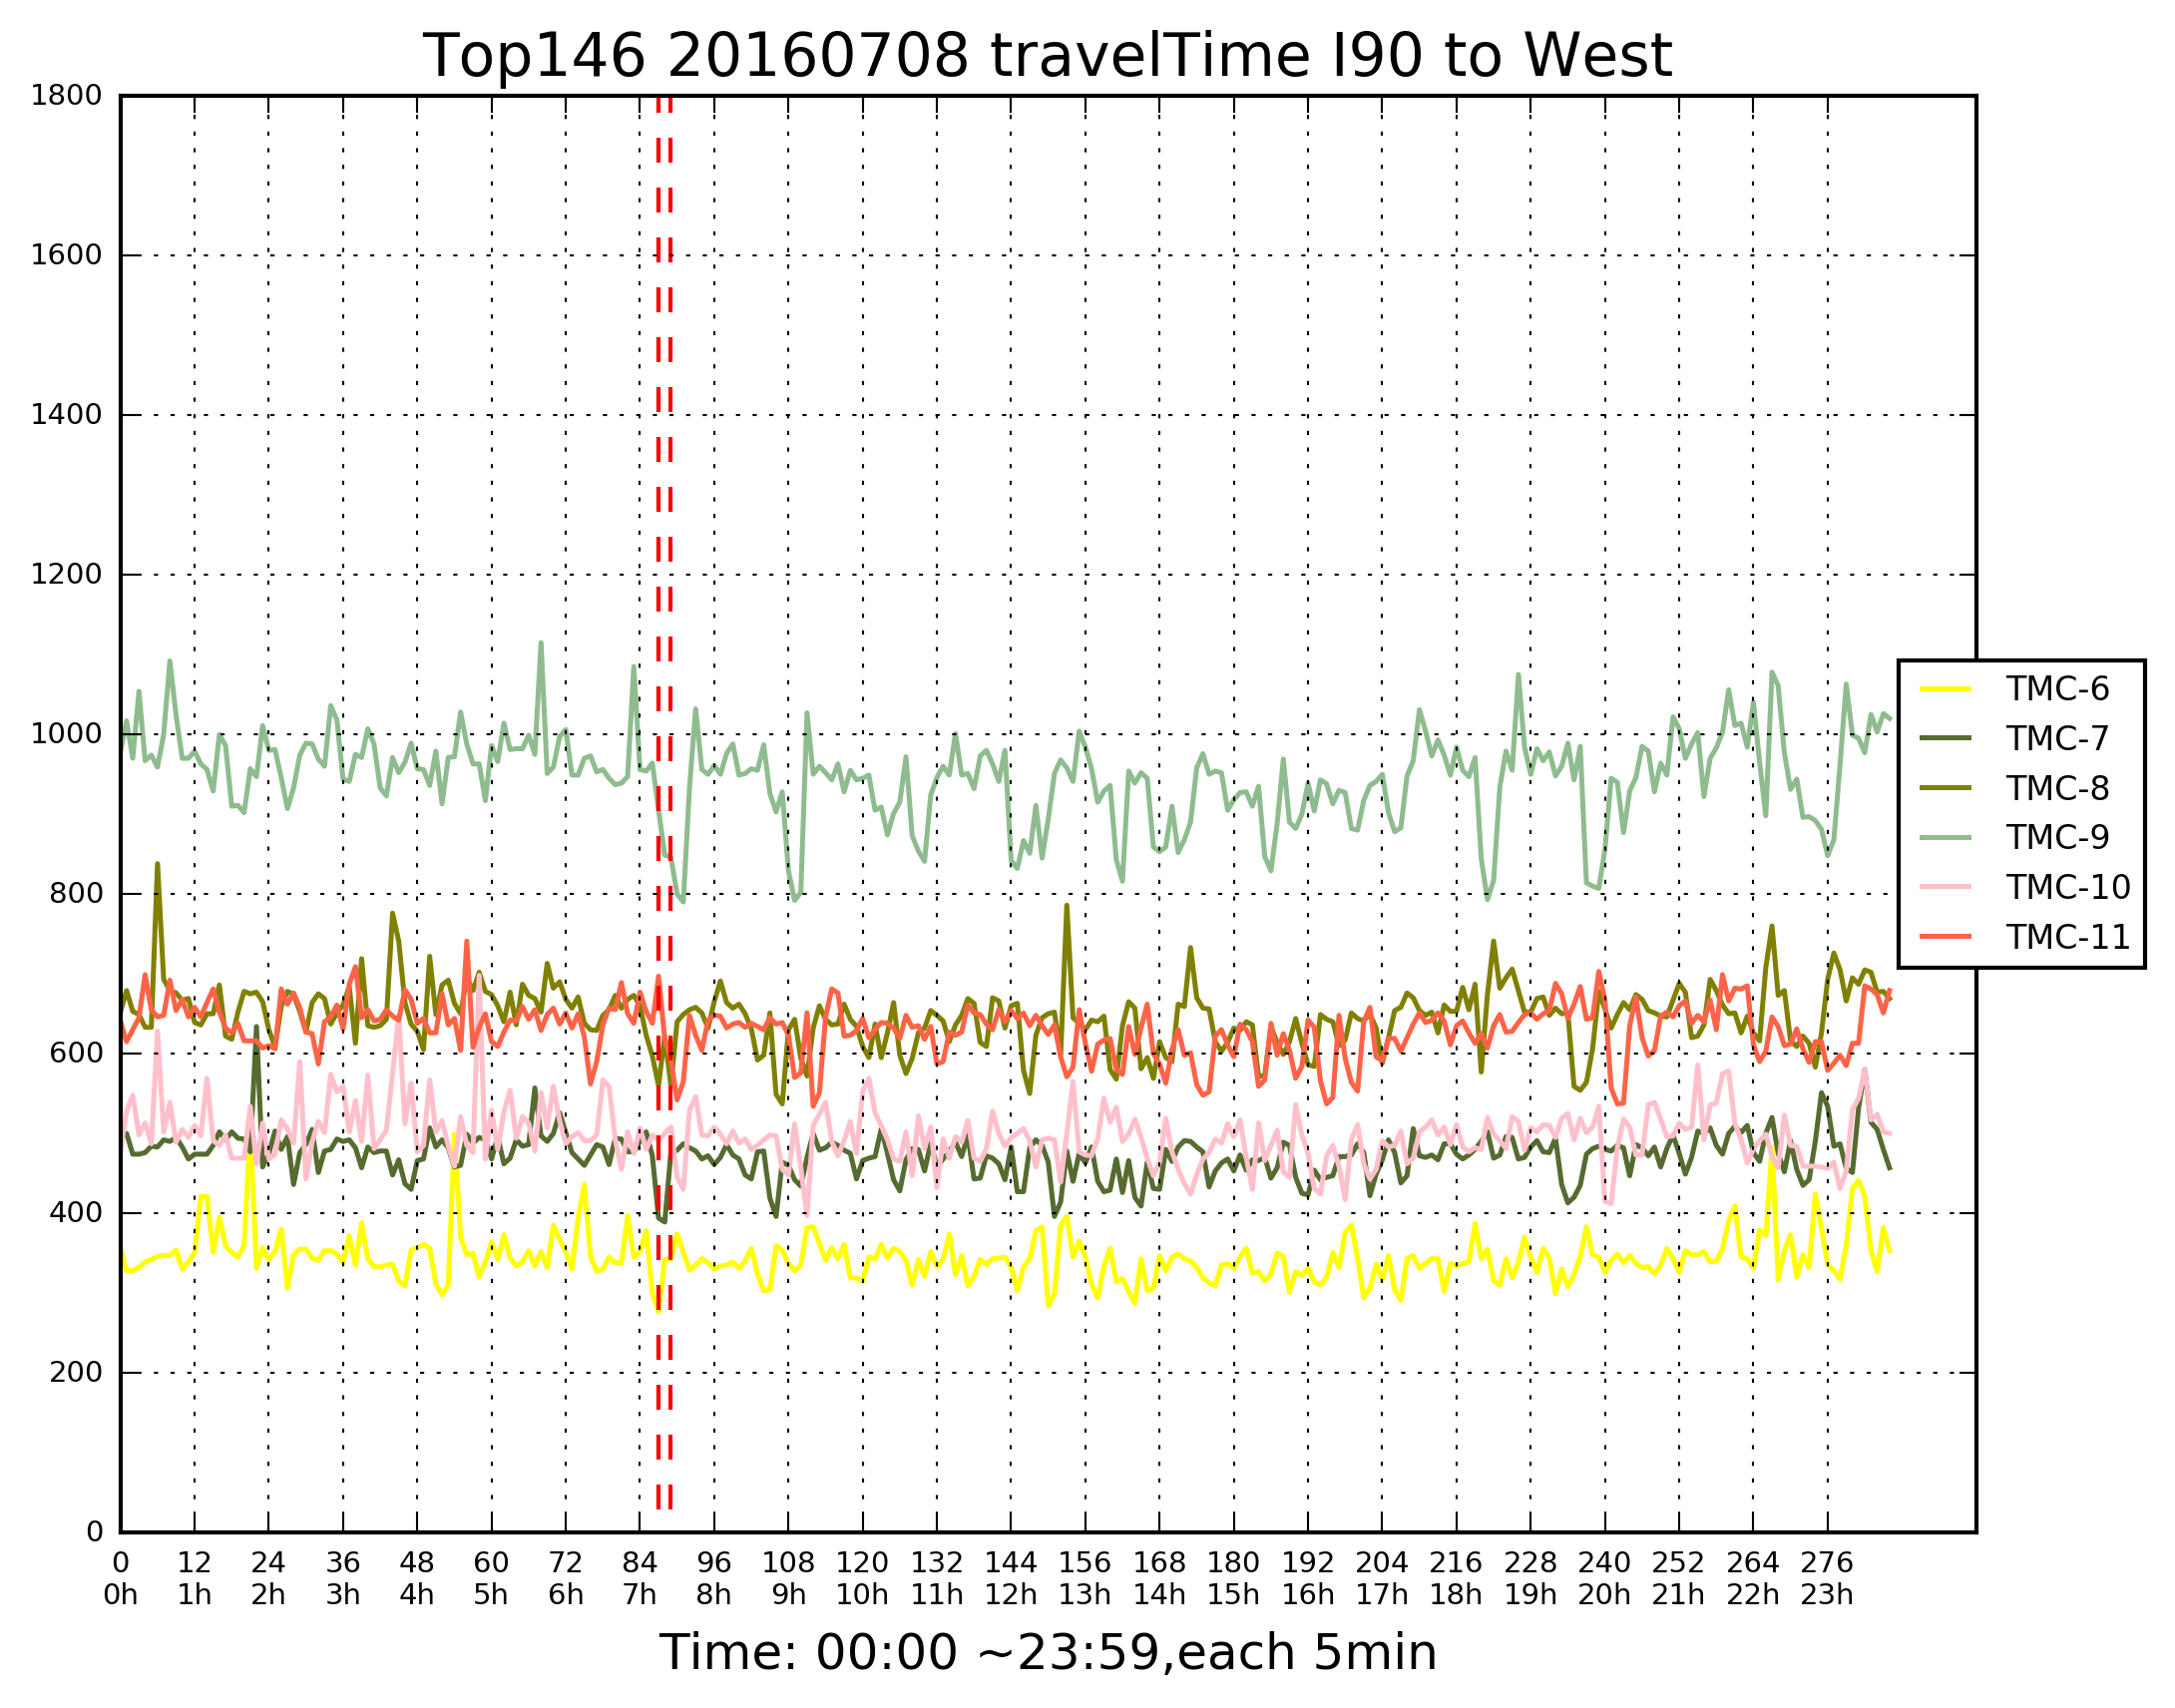 Top146 20160708 travelTime I90 to West
1800
1600
1400
1200
1000
800
600
400
200
0
TMC-6
TMC-7
TMC-8
TMC-9
TMC-10
TMC-11
0 12 24 36 48 60 72 84 96 108 120 132 144 156 168 180 192 204 216 228 240 252 264 276
0h 1h 2h 3h 4h 5h 6h 7h 8h 9h 10h 11h 12h 13h 14h 15h 16h 17h 18h 19h 20h 21h 22h 23h
Time: 00:00 ~23:59,each 5min